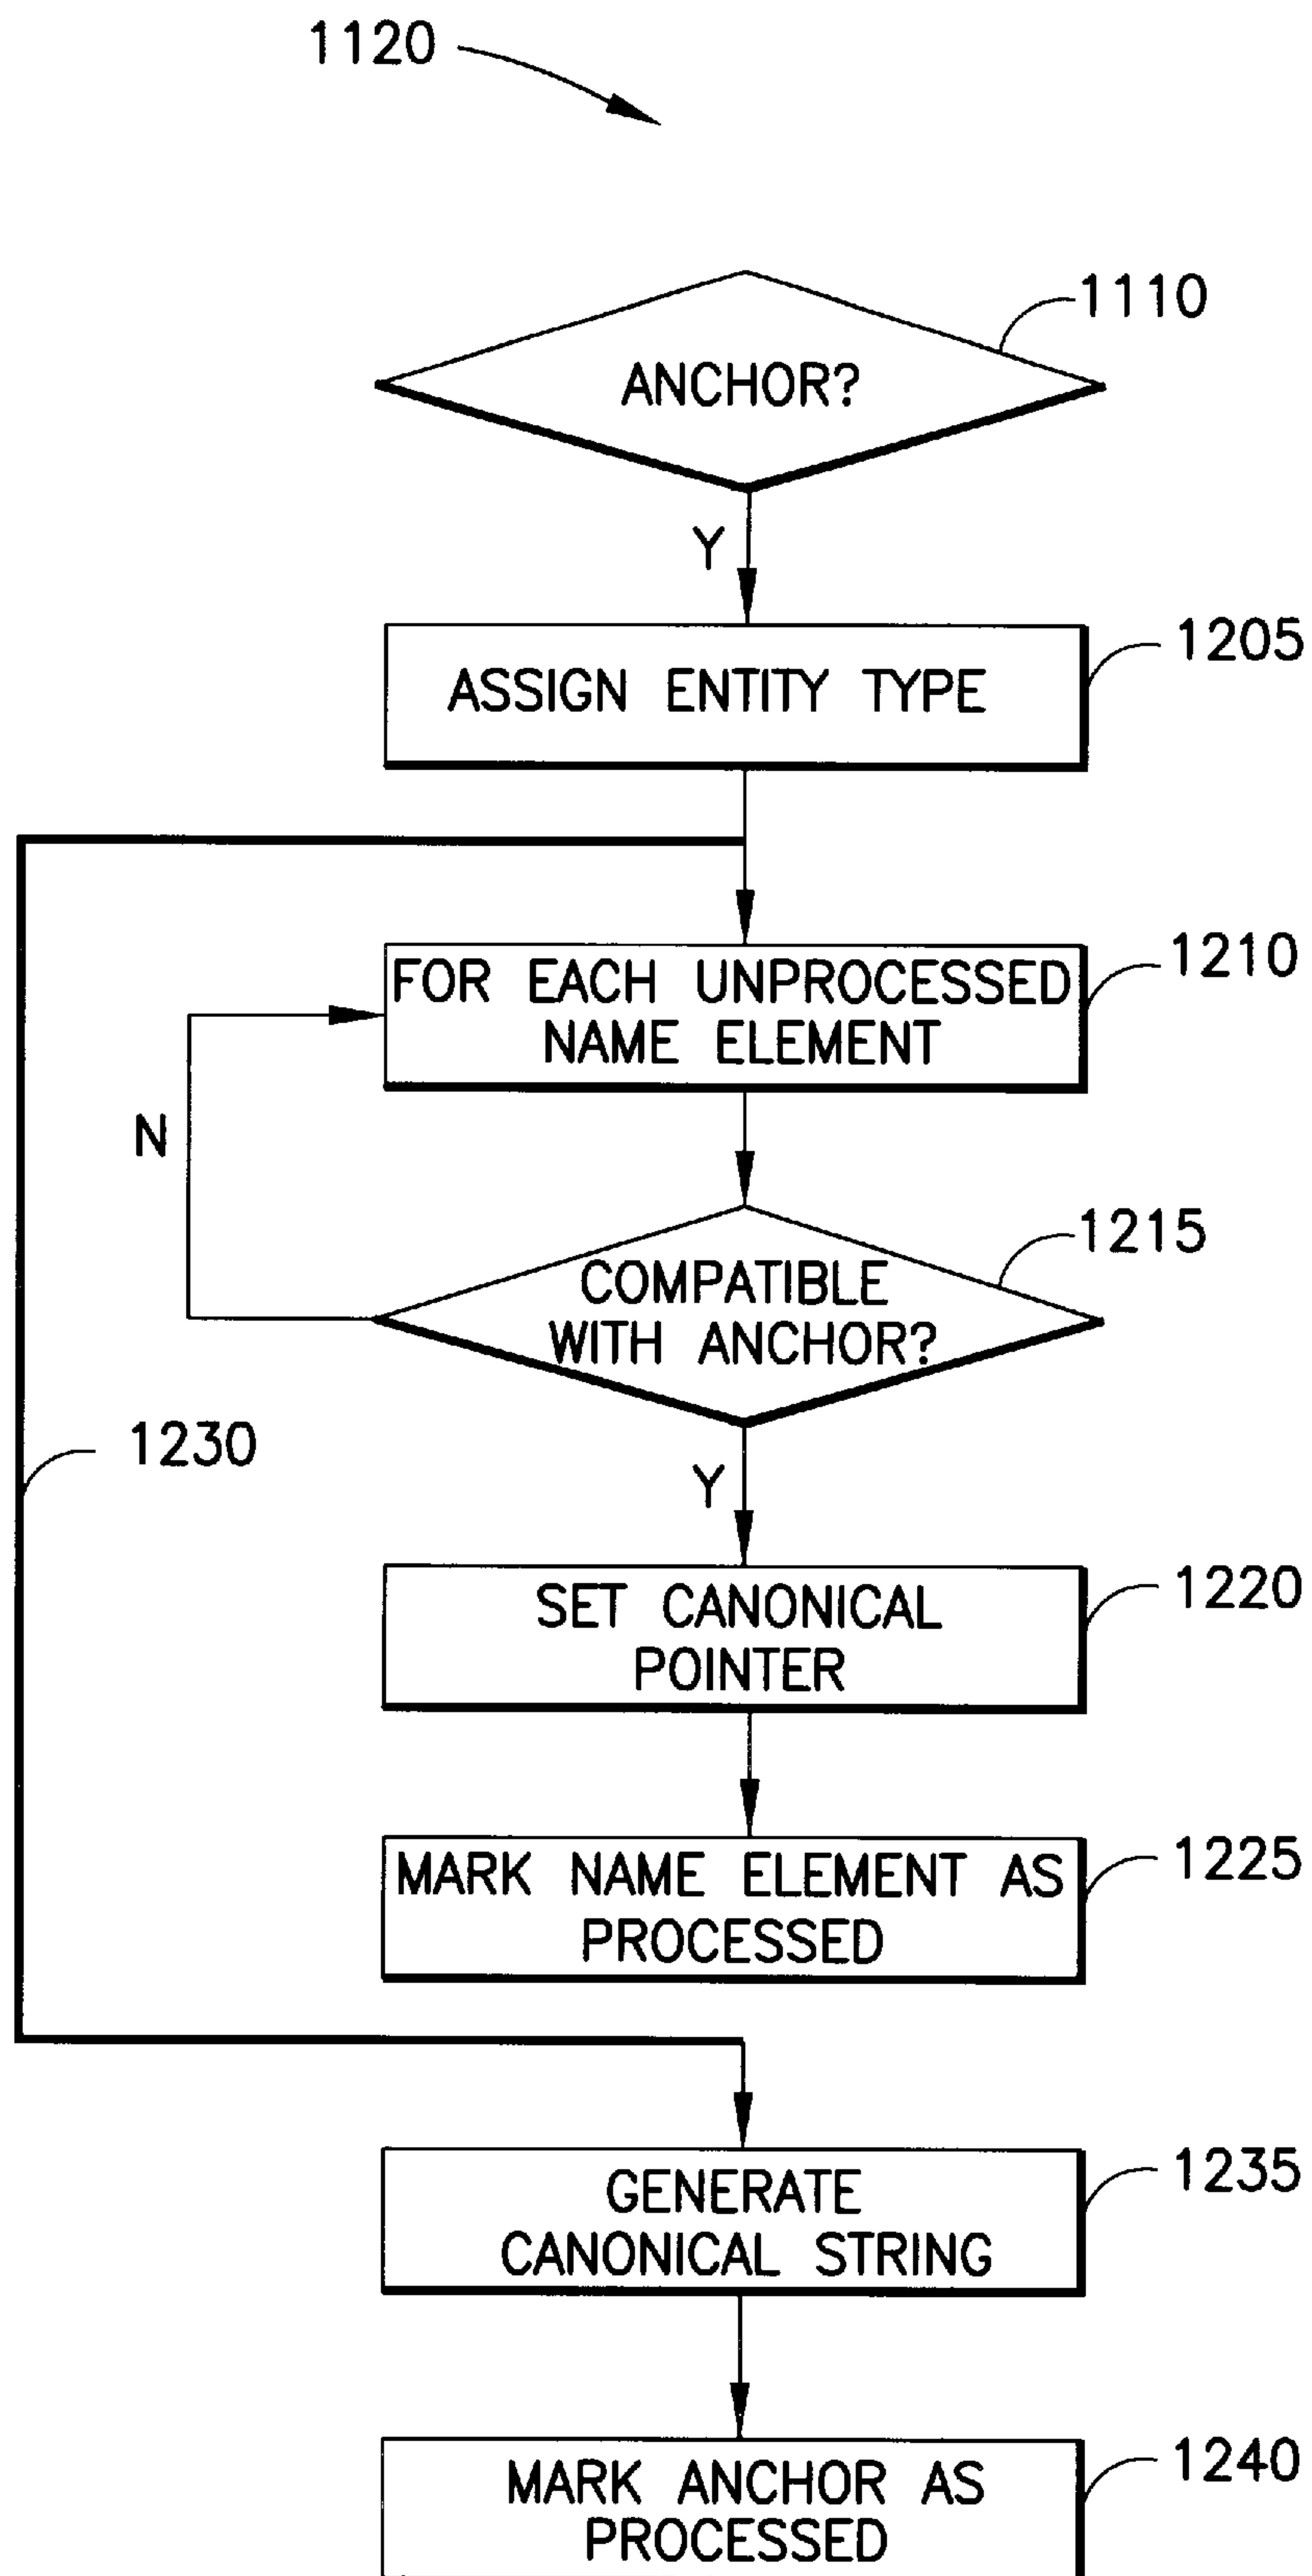 1120
1110
ANCHOR?
Y
1205
ASSIGN ENTITY TYPE
1210
FOR EACH UNPROCESSED
NAME ELEMENT
N
1215
COMPATIBLE
WITH ANCHOR?
1230
Y
1220
SET CANONICAL
POINTER
1225
MARK NAME ELEMENT AS
PROCESSED
1235
GENERATE
CANONICAL STRING
1240
MARK ANCHOR AS
PROCESSED